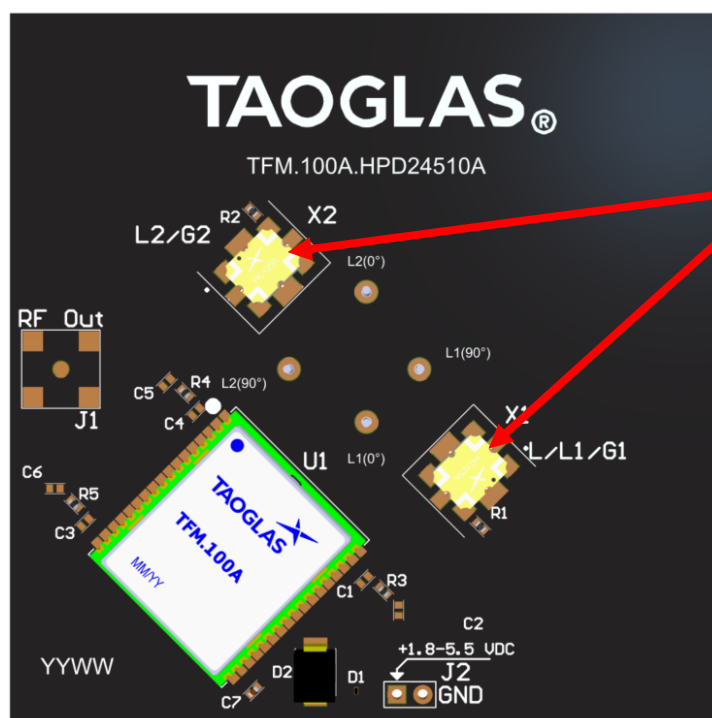 TAOGLAS®
TFM.100A.HPD24510A
R2
X2
L2/G2
L2(0°)
RF Out
L1(90°)
L2(90°)
C5
R4
J1
C4
X1
U1
L/L1/G1
L1(0°)
C6
R5
C3
TAOGLAS
TFM.100A
MM/YY
R1
C1
R3
C2
+1.8-5.5 VDC
YYWW
D2
D1
J2
GND
C7